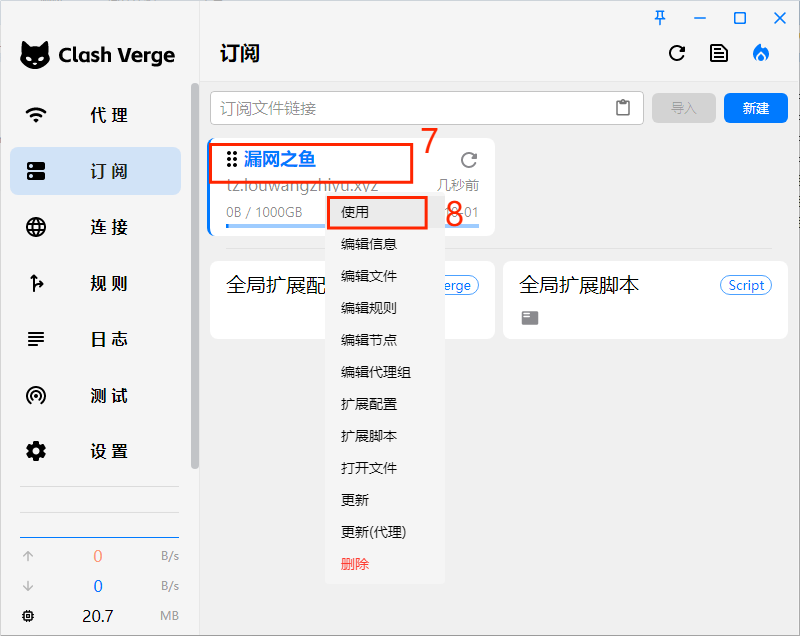 Clash Verge
订阅
代理
订阅
连接
规则
日志
测试
设置
0 B/s
0 B/s
20.7 MB
订阅文件链接
导入
新建
漏网之鱼
7
tz.louwangzhiyu.xyz
几秒前
0B / 1000GB
-01
8
使用
编辑信息
编辑文件
编辑规则
编辑节点
编辑代理组
扩展配置
扩展脚本
打开文件
更新
更新(代理)
删除
全局扩展配
erge
全局扩展脚本
Script